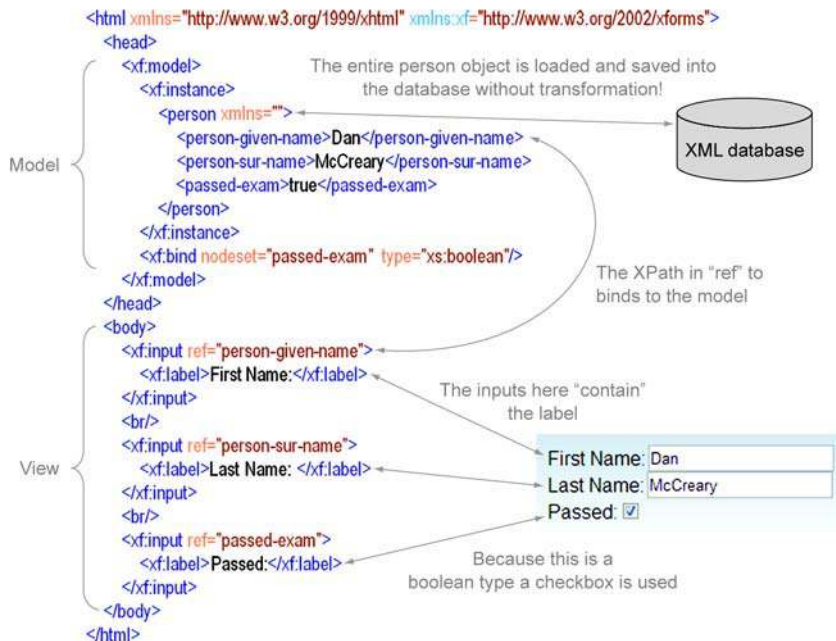 <html xmlns="http://www.w3.org/1999/xhtml" xmlns:xf="http://www.w3.org/2002/xforms">
<head>
<xf:model>
<xf:instance>
<person xmlns="">
<person-given-name>Dan</person-given-name>
<person-sur-name>McCreary</person-sur-name>
<passed-exam>true</passed-exam>
</person>
</xf:instance>
<xf:bind nodeset="passed-exam" type="xs:boolean"/>
</xf:model>
</head>
Model
The entire person object is loaded and saved into
the database without transformation!
XML database
The XPath in “ref” to
binds to the model
<body>
<xf:input ref="person-given-name">
<xf:label>First Name:</xf:label>
</xf:input>
<br/>
<xf:input ref="person-sur-name">
<xf:label>Last Name: </xf:label>
</xf:input>
<br/>
<xf:input ref="passed-exam">
<xf:label>Passed:</xf:label>
</xf:input>
</body>
</html>
View
The inputs here “contain”
the label
First Name: Dan
Last Name: McCreary
Passed:
Because this is a
boolean type a checkbox is used